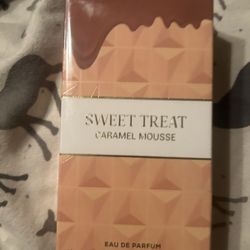 SWEET TREAT
CARAMEL MOUSSE
EAU DE PARFUM